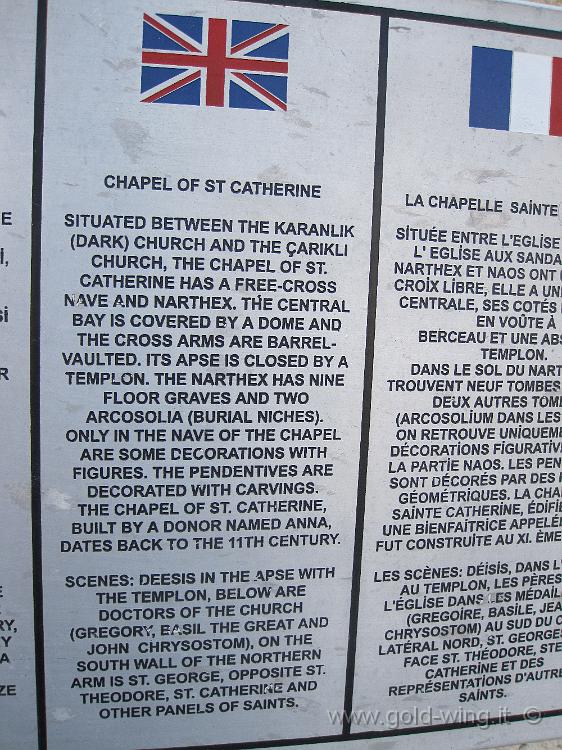 CHAPEL OF ST CATHERINE
SITUATED BETWEEN THE KARANLIK
(DARK) CHURCH AND THE ÇARIKLI
CHURCH, THE CHAPEL OF ST.
CATHERINE HAS A FREE-CROSS
NAVE AND NARTHEX. THE CENTRAL
BAY IS COVERED BY A DOME AND
THE CROSS ARMS ARE BARREL-
VAULTED. ITS APSE IS CLOSED BY A
TEMPLON. THE NARTHEX HAS NINE
FLOOR GRAVES AND TWO
ARCOSOLIA (BURIAL NICHES).
ONLY IN THE NAVE OF THE CHAPEL
ARE SOME DECORATIONS WITH
FIGURES. THE PENDENTIVES ARE
DECORATED WITH CARVINGS.
THE CHAPEL OF ST. CATHERINE,
BUILT BY A DONOR NAMED ANNA,
DATES BACK TO THE 11TH CENTURY.
SCENES: DEESIS IN THE APSE WITH
THE TEMPLON, BELOW ARE
DOCTORS OF THE CHURCH
(GREGORY, BASIL THE GREAT AND
JOHN CHRYSOSTOM), ON THE
SOUTH WALL OF THE NORTHERN
ARM IS ST. GEORGE, OPPOSITE ST.
THEODORE, ST. CATHERINE AND
OTHER PANELS OF SAINTS.
LA CHAPELLE SAINTE
SITUÉE ENTRE L'EGLISE
L' EGLISE AUX SANDA
NARTHEX ET NAOS ONT
CROIX LIBRE, ELLE A UN
CENTRALE, SES COTÉS
EN VOÛTE À
BERCEAU ET UNE ABS
TEMPLON.
DANS LE SOL DU NART
TROUVENT NEUF TOMBES
DEUX AUTRES TOM
(ARCOSOLIUM DANS LES
ON RETROUVE UNIQUEM
DÉCORATIONS FIGURATIV
LA PARTIE NAOS. LES PEN
SONT DÉCORÉS PAR DES
GÉOMÉTRIQUES. LA CHA
SAINTE CATHERINE, ÉDIFI
UNE BIENFAITRICE APPELÉ
FUT CONSTRUITE AU XI. ÈME
LES SCÈNES: DÉISIS, DANS L'
AU TEMPLON, LES PÈRES
L'ÉGLISE DANS LES MÉDAIL
(GREGOIRE, BASILE, JEA
CHRYSOSTOM) AU SUD DU C
LATÉRAL NORD, ST. GEORGES
FACE ST. THÉODORE, STE
CATHERINE ET DES
REPRÉSENTATIONS D'AUTRE
SAINTS.
www.gold-wing.it ©